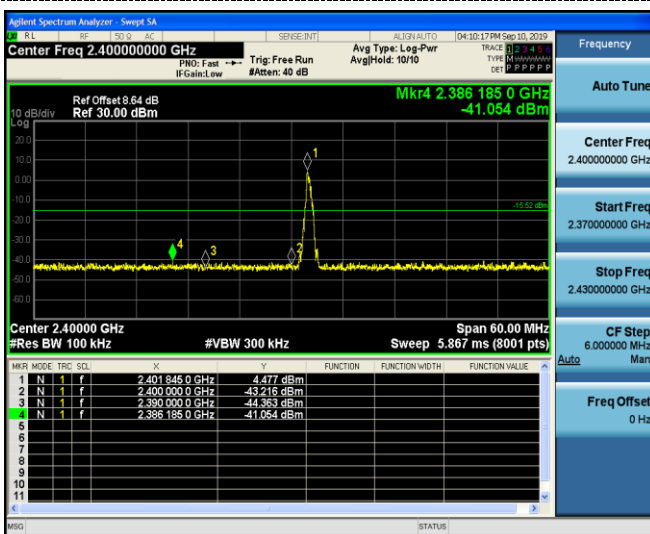 Agilent Spectrum Analyzer - Swept SA
RL RF 50 Ω AC SENSE:INT ALIGN AUTO 04:10:17 PM Sep 10, 2019
Center Freq 2.400000000 GHz
PNO: Fast
IFGain:Low
Trig: Free Run
#Atten: 40 dB
Avg Type: Log-Pwr
Avg|Hold: 10/10
TRACE 1 2 3 4 5 6
TYPE M
DET P P P P P P
Ref Offset 8.64 dB
Ref 30.00 dBm
10 dB/div
Log
Mkr4 2.386 185 0 GHz
-41.054 dBm
20.0
10.0
0.00
-10.0
-20.0
-30.0
-40.0
-50.0
-60.0
1
2
3
4
-15.52 dBm
Center 2.40000 GHz
#Res BW 100 kHz
#VBW 300 kHz
Span 60.00 MHz
Sweep 5.867 ms (8001 pts)
MKR MODE TRC SCL X Y FUNCTION FUNCTION WIDTH FUNCTION VALUE
1 N 1 f 2.401 845 0 GHz 4.477 dBm
2 N 1 f 2.400 000 0 GHz -43.216 dBm
3 N 1 f 2.390 000 0 GHz -44.363 dBm
4 N 1 f 2.386 185 0 GHz -41.054 dBm
5
6
7
8
9
10
11
MSG
STATUS
Frequency
Auto Tune
Center Freq
2.400000000 GHz
Start Freq
2.370000000 GHz
Stop Freq
2.430000000 GHz
CF Step
6.000000 MHz
Auto Man
Freq Offset
0 Hz